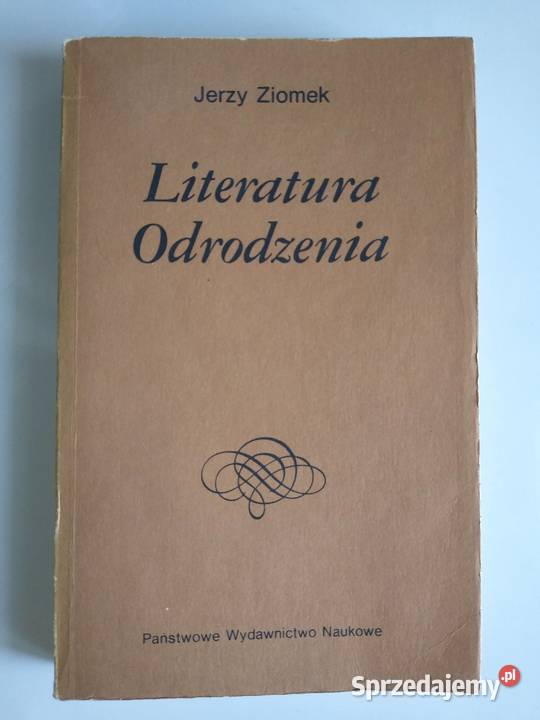 Jerzy Ziomek
Literatura
Odrodzenia
Państwowe Wydawnictwo Naukowe
Sprzedajemy.pl